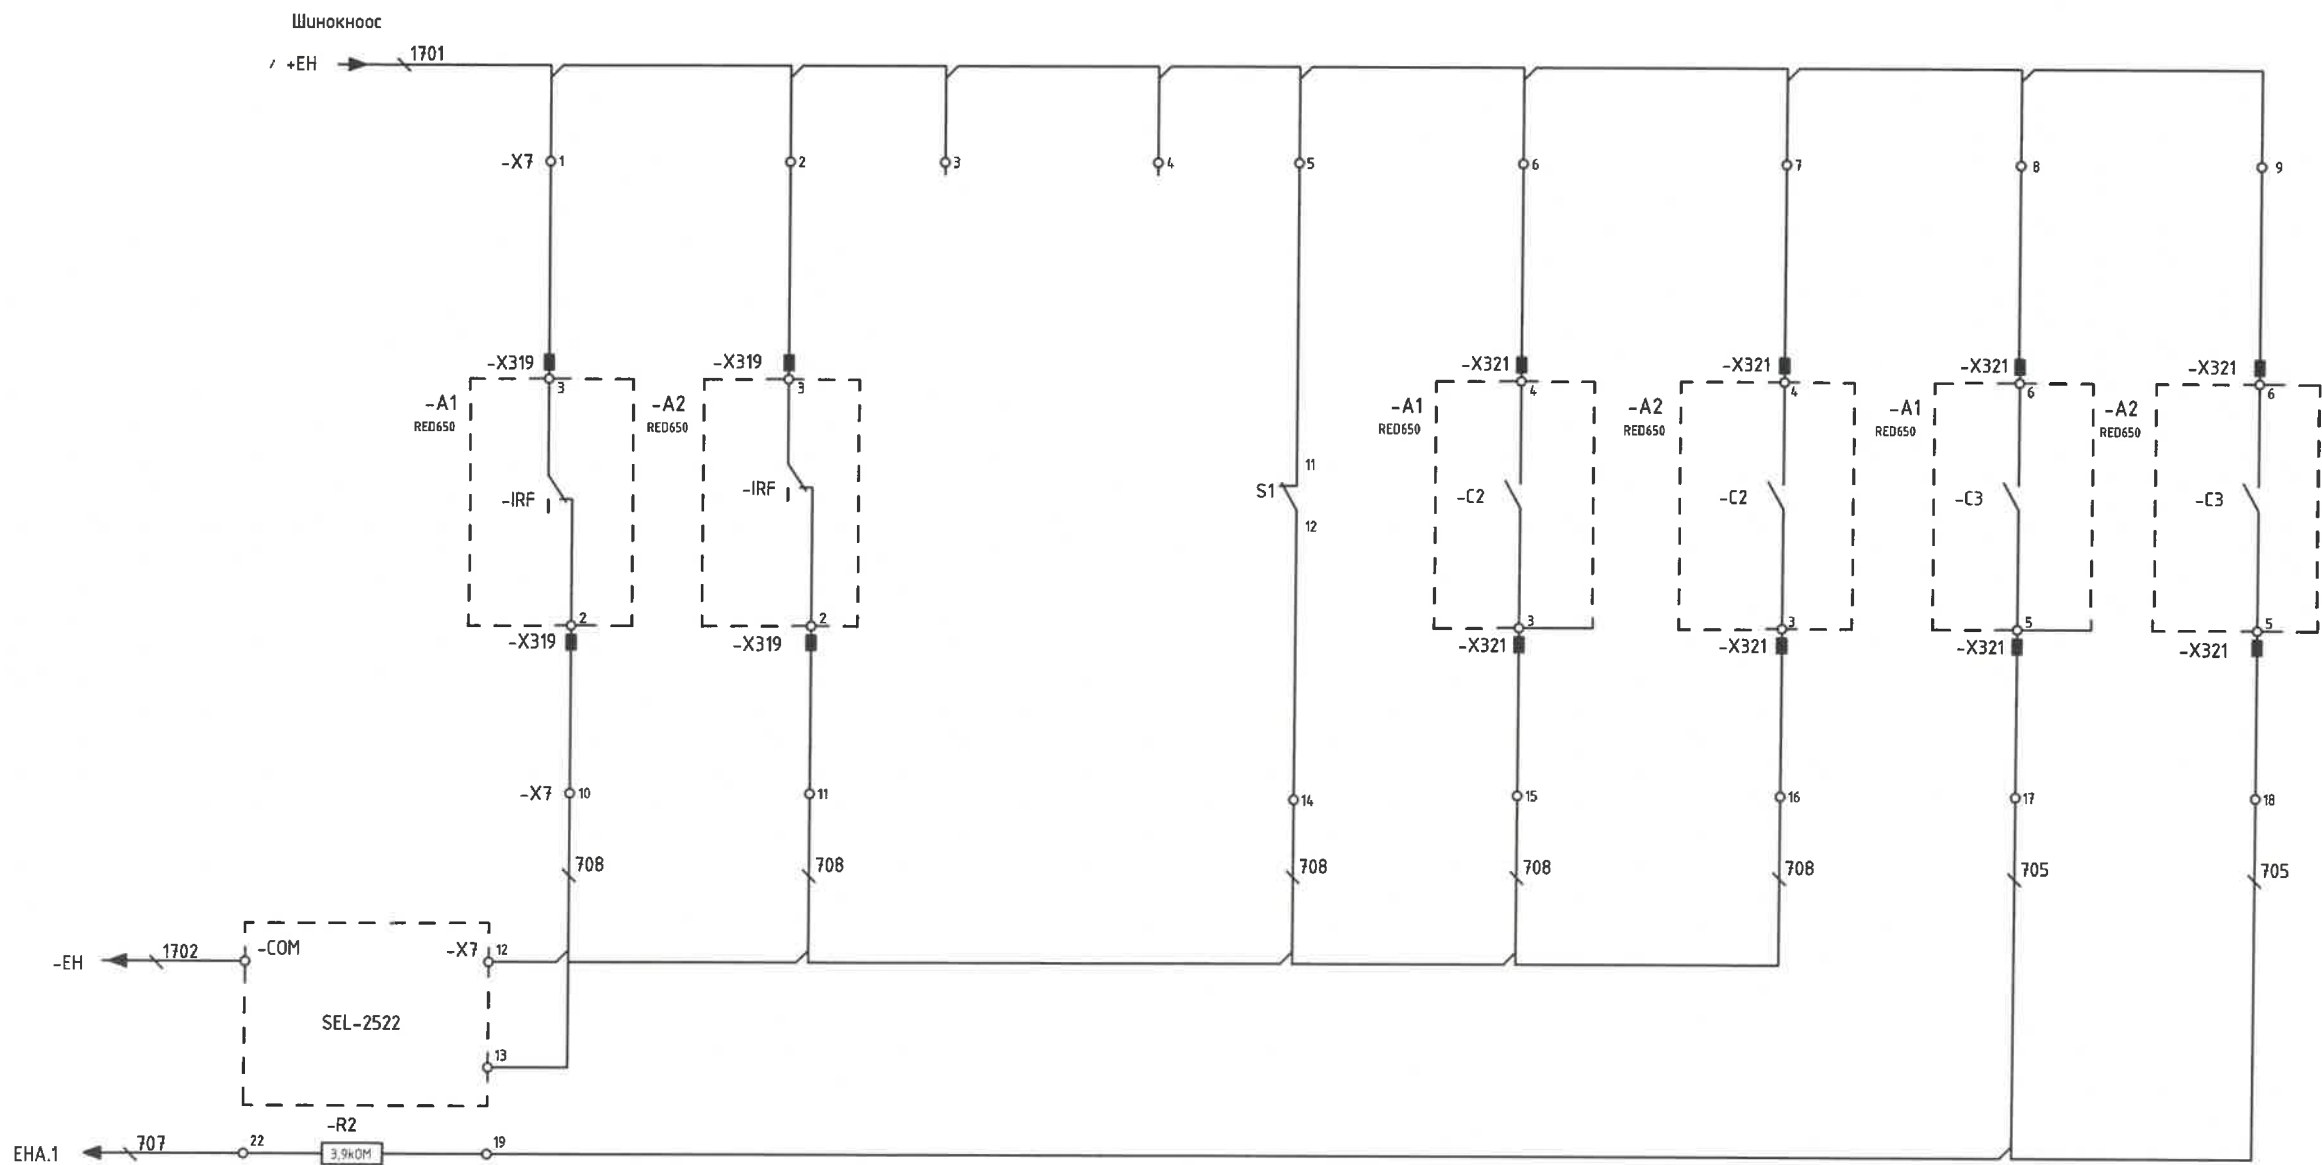 Шинокноос
+EH
1701
-X7 1 2 3 4 5 6 7 8 9
-X319 -X319 -X321 -X321 -X321 -X321
3 3 4 4 6 6
-A1 -A2 -A1 -A2 -A1 -A2
RED650 RED650 RED650 RED650 RED650 RED650
11
-IRF -IRF S1 -C2 -C2 -C3 -C3
12
2 2 3 3 5 5
-X319 -X319 -X321 -X321 -X321 -X321
-X7 10 11 14 15 16 17 18
708 708 708 708 708 705 705
-EH 1702 -COM -X7 12
SEL-2522
13
-R2
EHA.1 707 22 3,9кОМ 19